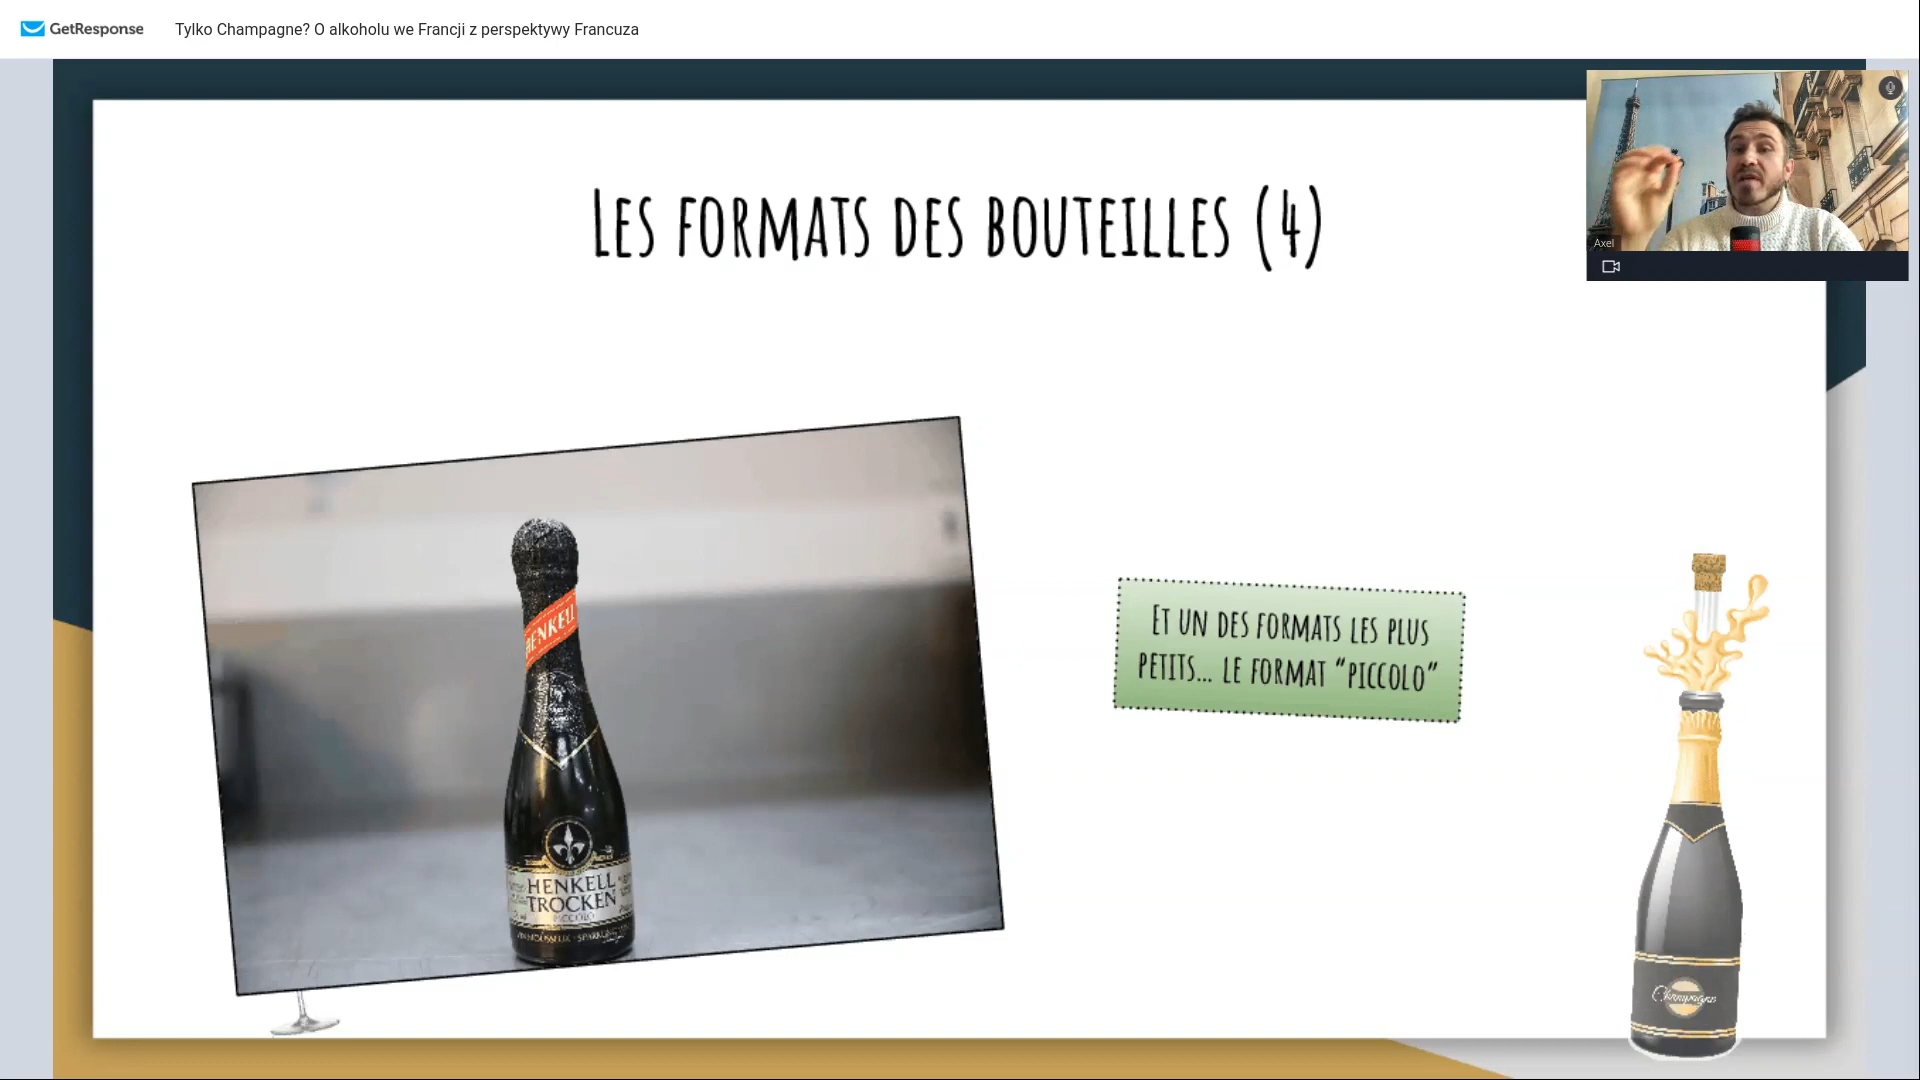 GetResponse
Tylko Champagne? O alkoholu we Francji z perspektywy Francuza
Les formats des bouteilles (4)
Axel
Et un des formats les plus
petits... le format “piccolo”
HENKELL
HENKELL
TROCKEN
PICCOLO
Champagne